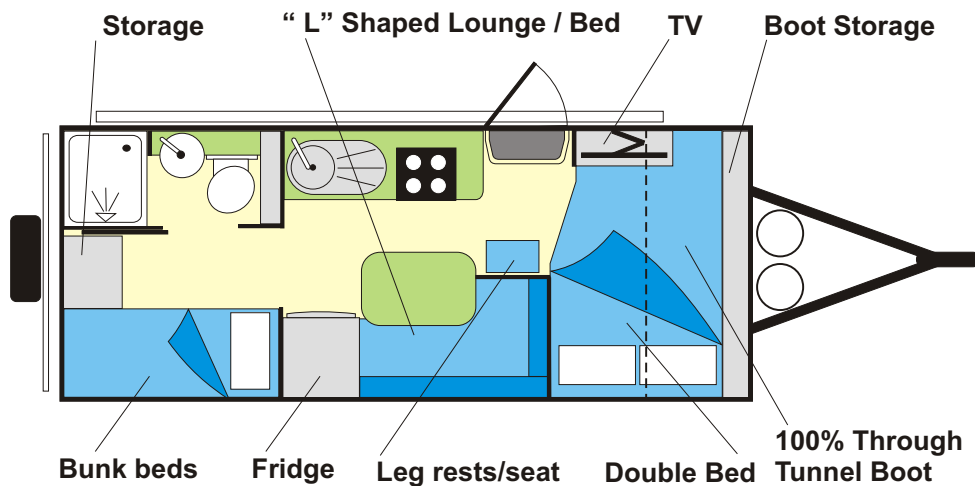 Storage
“ L” Shaped Lounge / Bed
TV
Boot Storage
Bunk beds
Fridge
Leg rests/seat
Double Bed
100% Through
Tunnel Boot